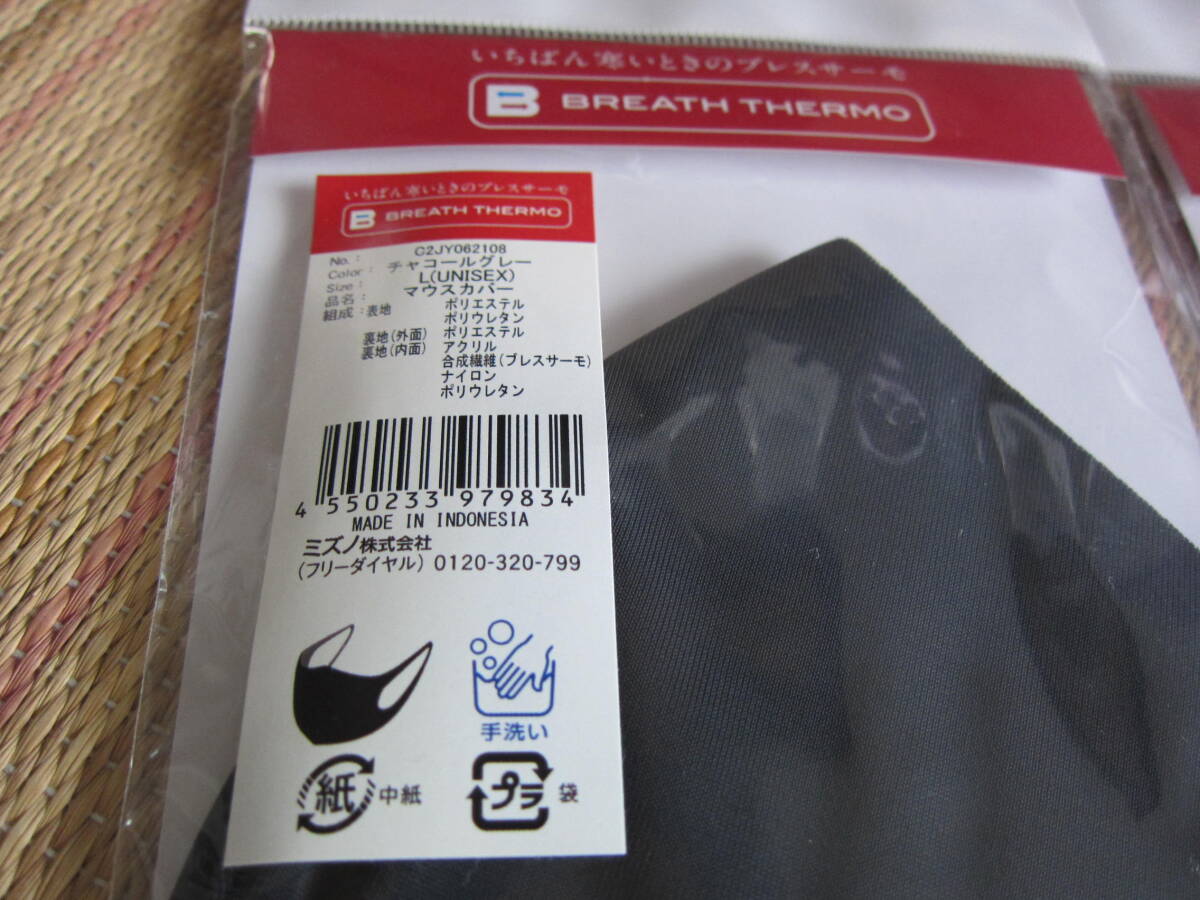 いちばん寒いときのブレスサーモ
B BREATH THERMO
いちばん寒いときのブレスサーモ
B BREATH THERMO
No.: C2JY062108
Color: チャコールグレー
Size: L(UNISEX)
品名: マウスカバー
組成:表地 ポリエステル
ポリウレタン
裏地(外面) ポリエステル
裏地(内面) アクリル
合成繊維(ブレスサーモ)
ナイロン
ポリウレタン
4 550233 979834
MADE IN INDONESIA
ミズノ株式会社
(フリーダイヤル) 0120-320-799
手洗い
紙 中紙
プラ 袋